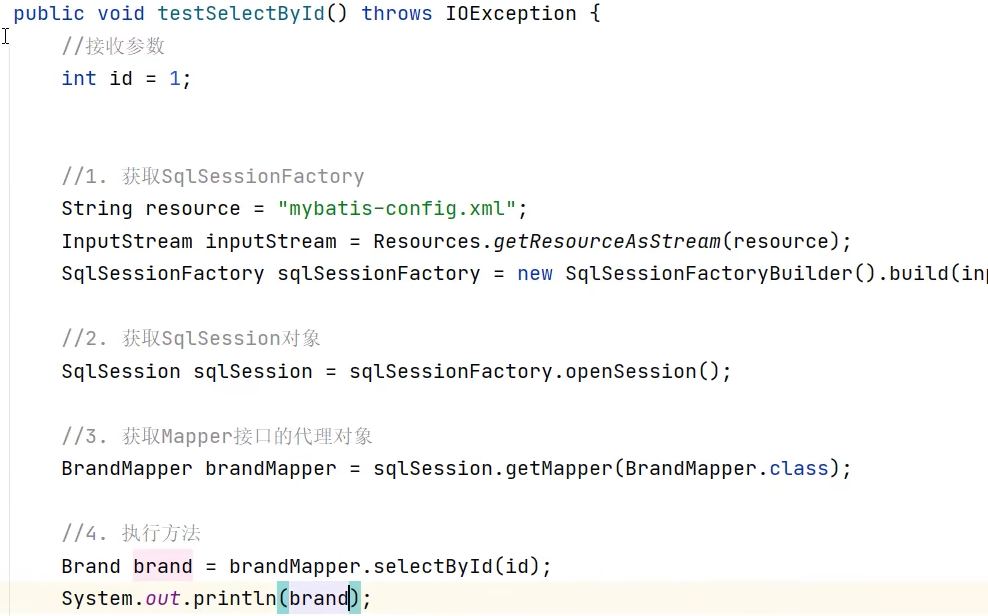 public void testSelectById() throws IOException {
//接收参数
int id = 1;
//1. 获取SqlSessionFactory
String resource = "mybatis-config.xml";
InputStream inputStream = Resources.getResourceAsStream(resource);
SqlSessionFactory sqlSessionFactory = new SqlSessionFactoryBuilder().build(inp
//2. 获取SqlSession对象
SqlSession sqlSession = sqlSessionFactory.openSession();
//3. 获取Mapper接口的代理对象
BrandMapper brandMapper = sqlSession.getMapper(BrandMapper.class);
//4. 执行方法
Brand brand = brandMapper.selectById(id);
System.out.println(brand);